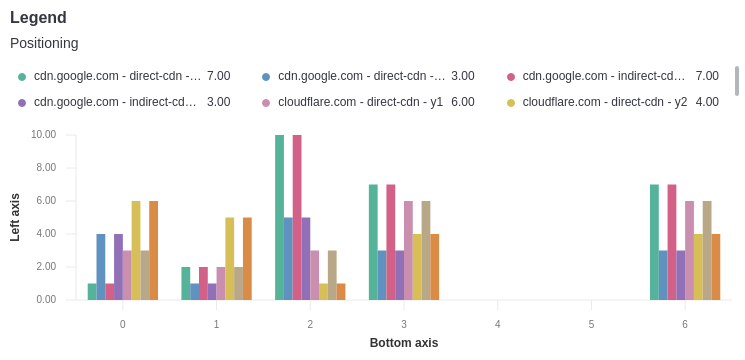 Legend
Positioning
cdn.google.com - direct-cdn -… 7.00
cdn.google.com - direct-cdn -… 3.00
cdn.google.com - indirect-cd… 7.00
cdn.google.com - indirect-cd… 3.00
cloudflare.com - direct-cdn - y1 6.00
cloudflare.com - direct-cdn - y2 4.00
10.00
8.00
6.00
4.00
2.00
0.00
Left axis
0 1 2 3 4 5 6
Bottom axis